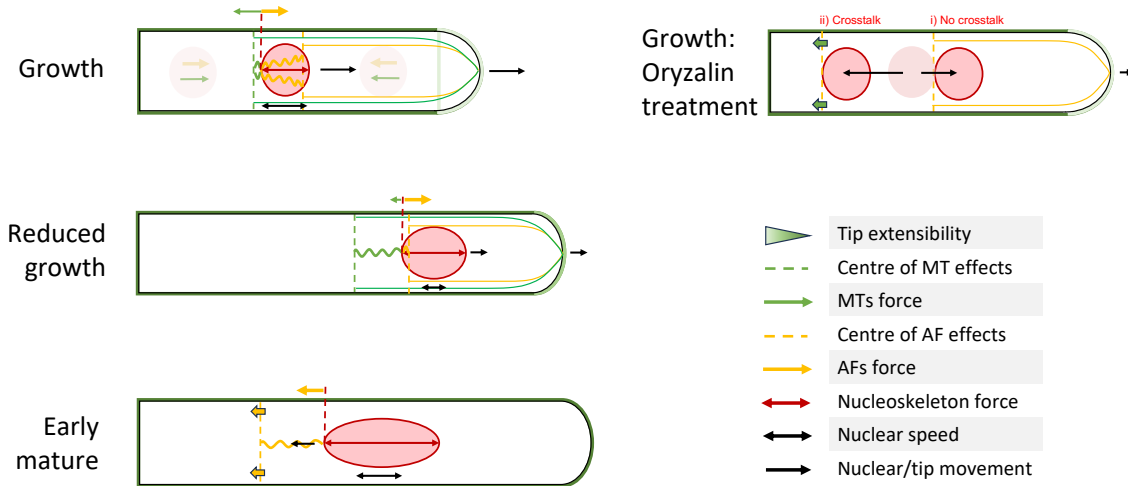 Growth
Growth:
Oryzalin
treatment
ii) Crosstalk
i) No crosstalk
Reduced
growth
Early
mature
Tip extensibility
Centre of MT effects
MTs force
Centre of AF effects
AFs force
Nucleoskeleton force
Nuclear speed
Nuclear/tip movement